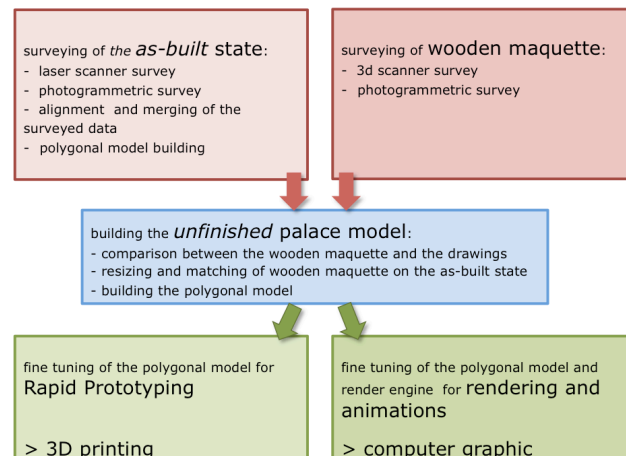 surveying of the as-built state:
- laser scanner survey
- photogrammetric survey
- alignment and merging of the
surveyed data
- polygonal model building
surveying of wooden maquette:
- 3d scanner survey
- photogrammetric survey
building the unfinished palace model:
- comparison between the wooden maquette and the drawings
- resizing and matching of wooden maquette on the as-built state
- building the polygonal model
fine tuning of the polygonal model for
Rapid Prototyping
> 3D printing
fine tuning of the polygonal model and
render engine for rendering and
animations
> computer graphic